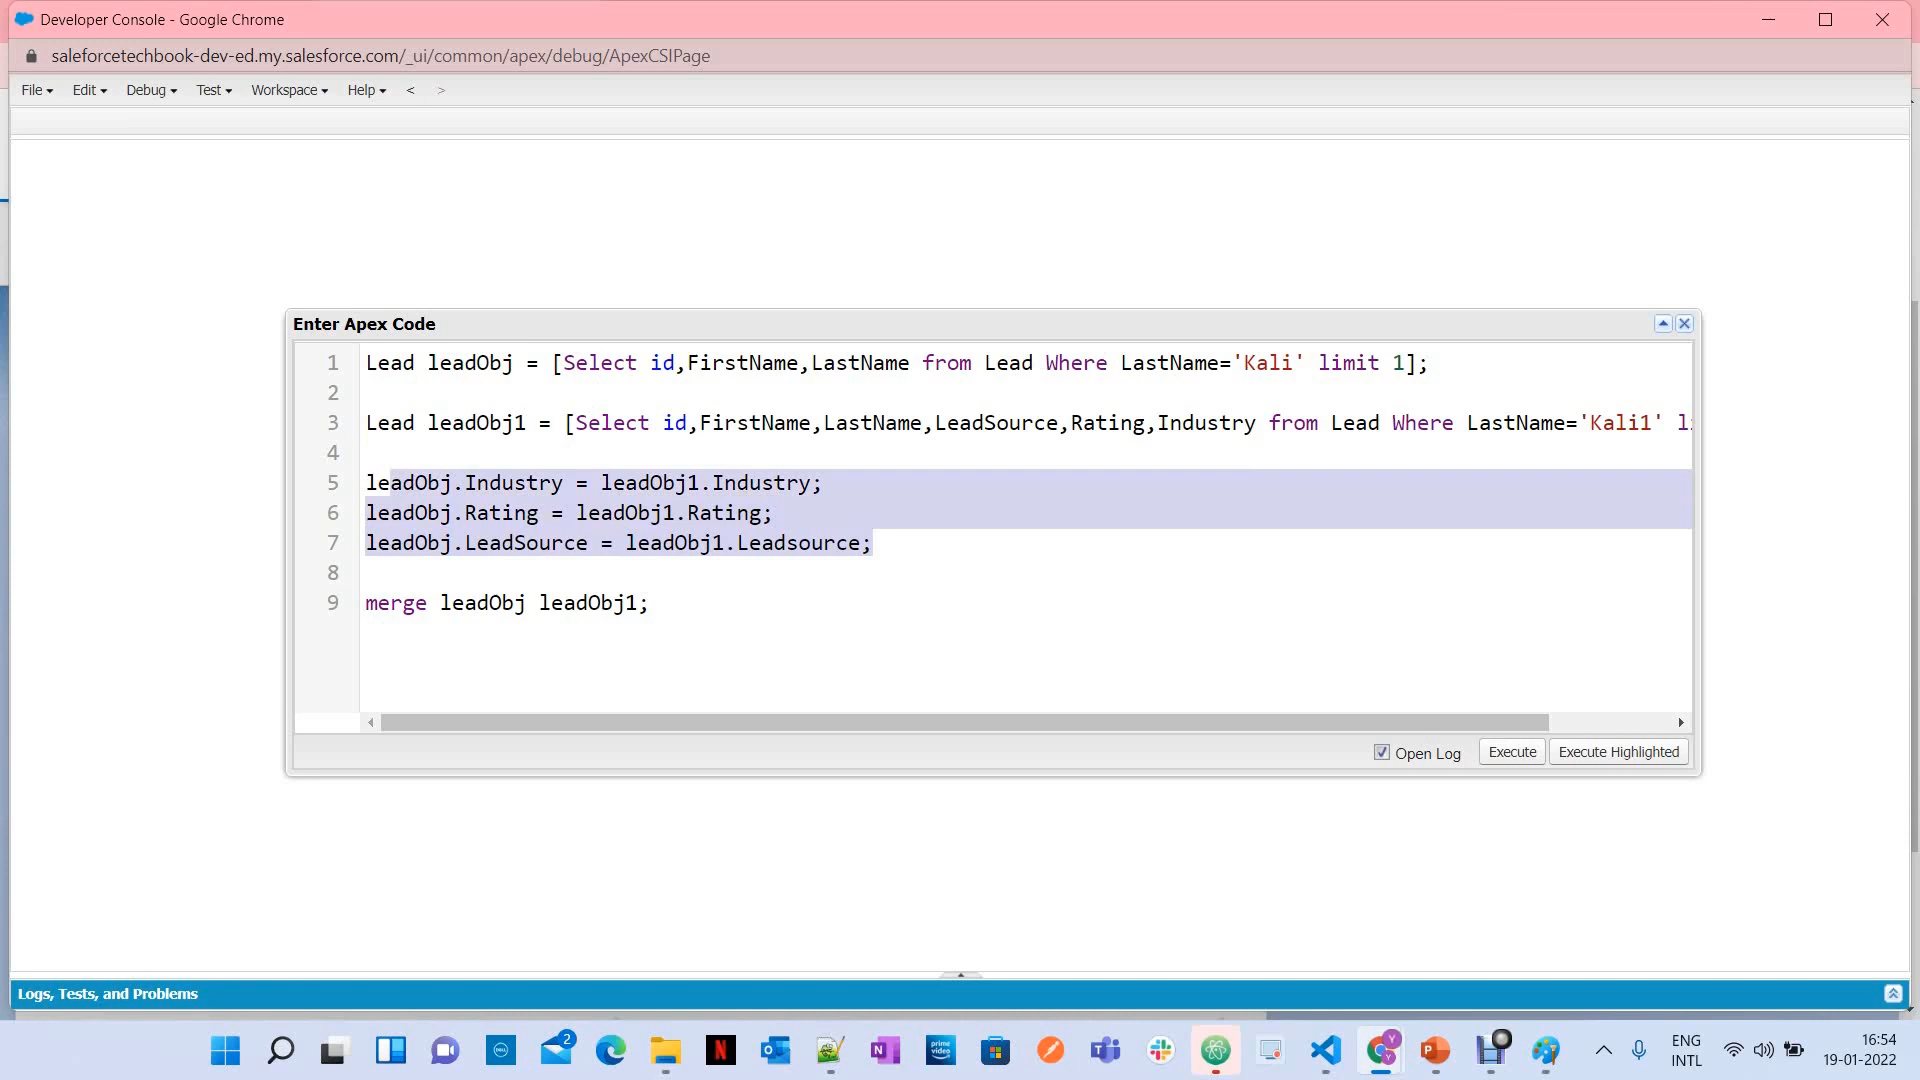 Developer Console - Google Chrome
saleforcetechbook-dev-ed.my.salesforce.com/_ui/common/apex/debug/ApexCSIPage
File Edit Debug Test Workspace Help < >
Enter Apex Code
1 Lead leadObj = [Select id,FirstName,LastName from Lead Where LastName='Kali' limit 1];
2
3 Lead leadObj1 = [Select id,FirstName,LastName,LeadSource,Rating,Industry from Lead Where LastName='Kali1' li
4
5 leadObj.Industry = leadObj1.Industry;
6 leadObj.Rating = leadObj1.Rating;
7 leadObj.LeadSource = leadObj1.Leadsource;
8
9 merge leadObj leadObj1;
Open Log Execute Execute Highlighted
Logs, Tests, and Problems
2
N
N
prime video
Y
Y
P
ENG
INTL
16:54
19-01-2022